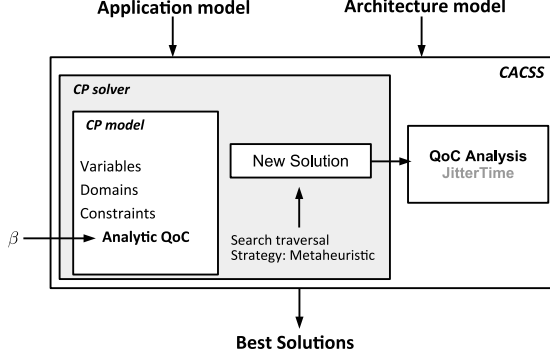 Application model
Architecture model
CACSS
CP solver
CP model
Variables
Domains
Constraints
β
Analytic QoC
New Solution
Search traversal
Strategy: Metaheuristic
QoC Analysis
JitterTime
Best Solutions